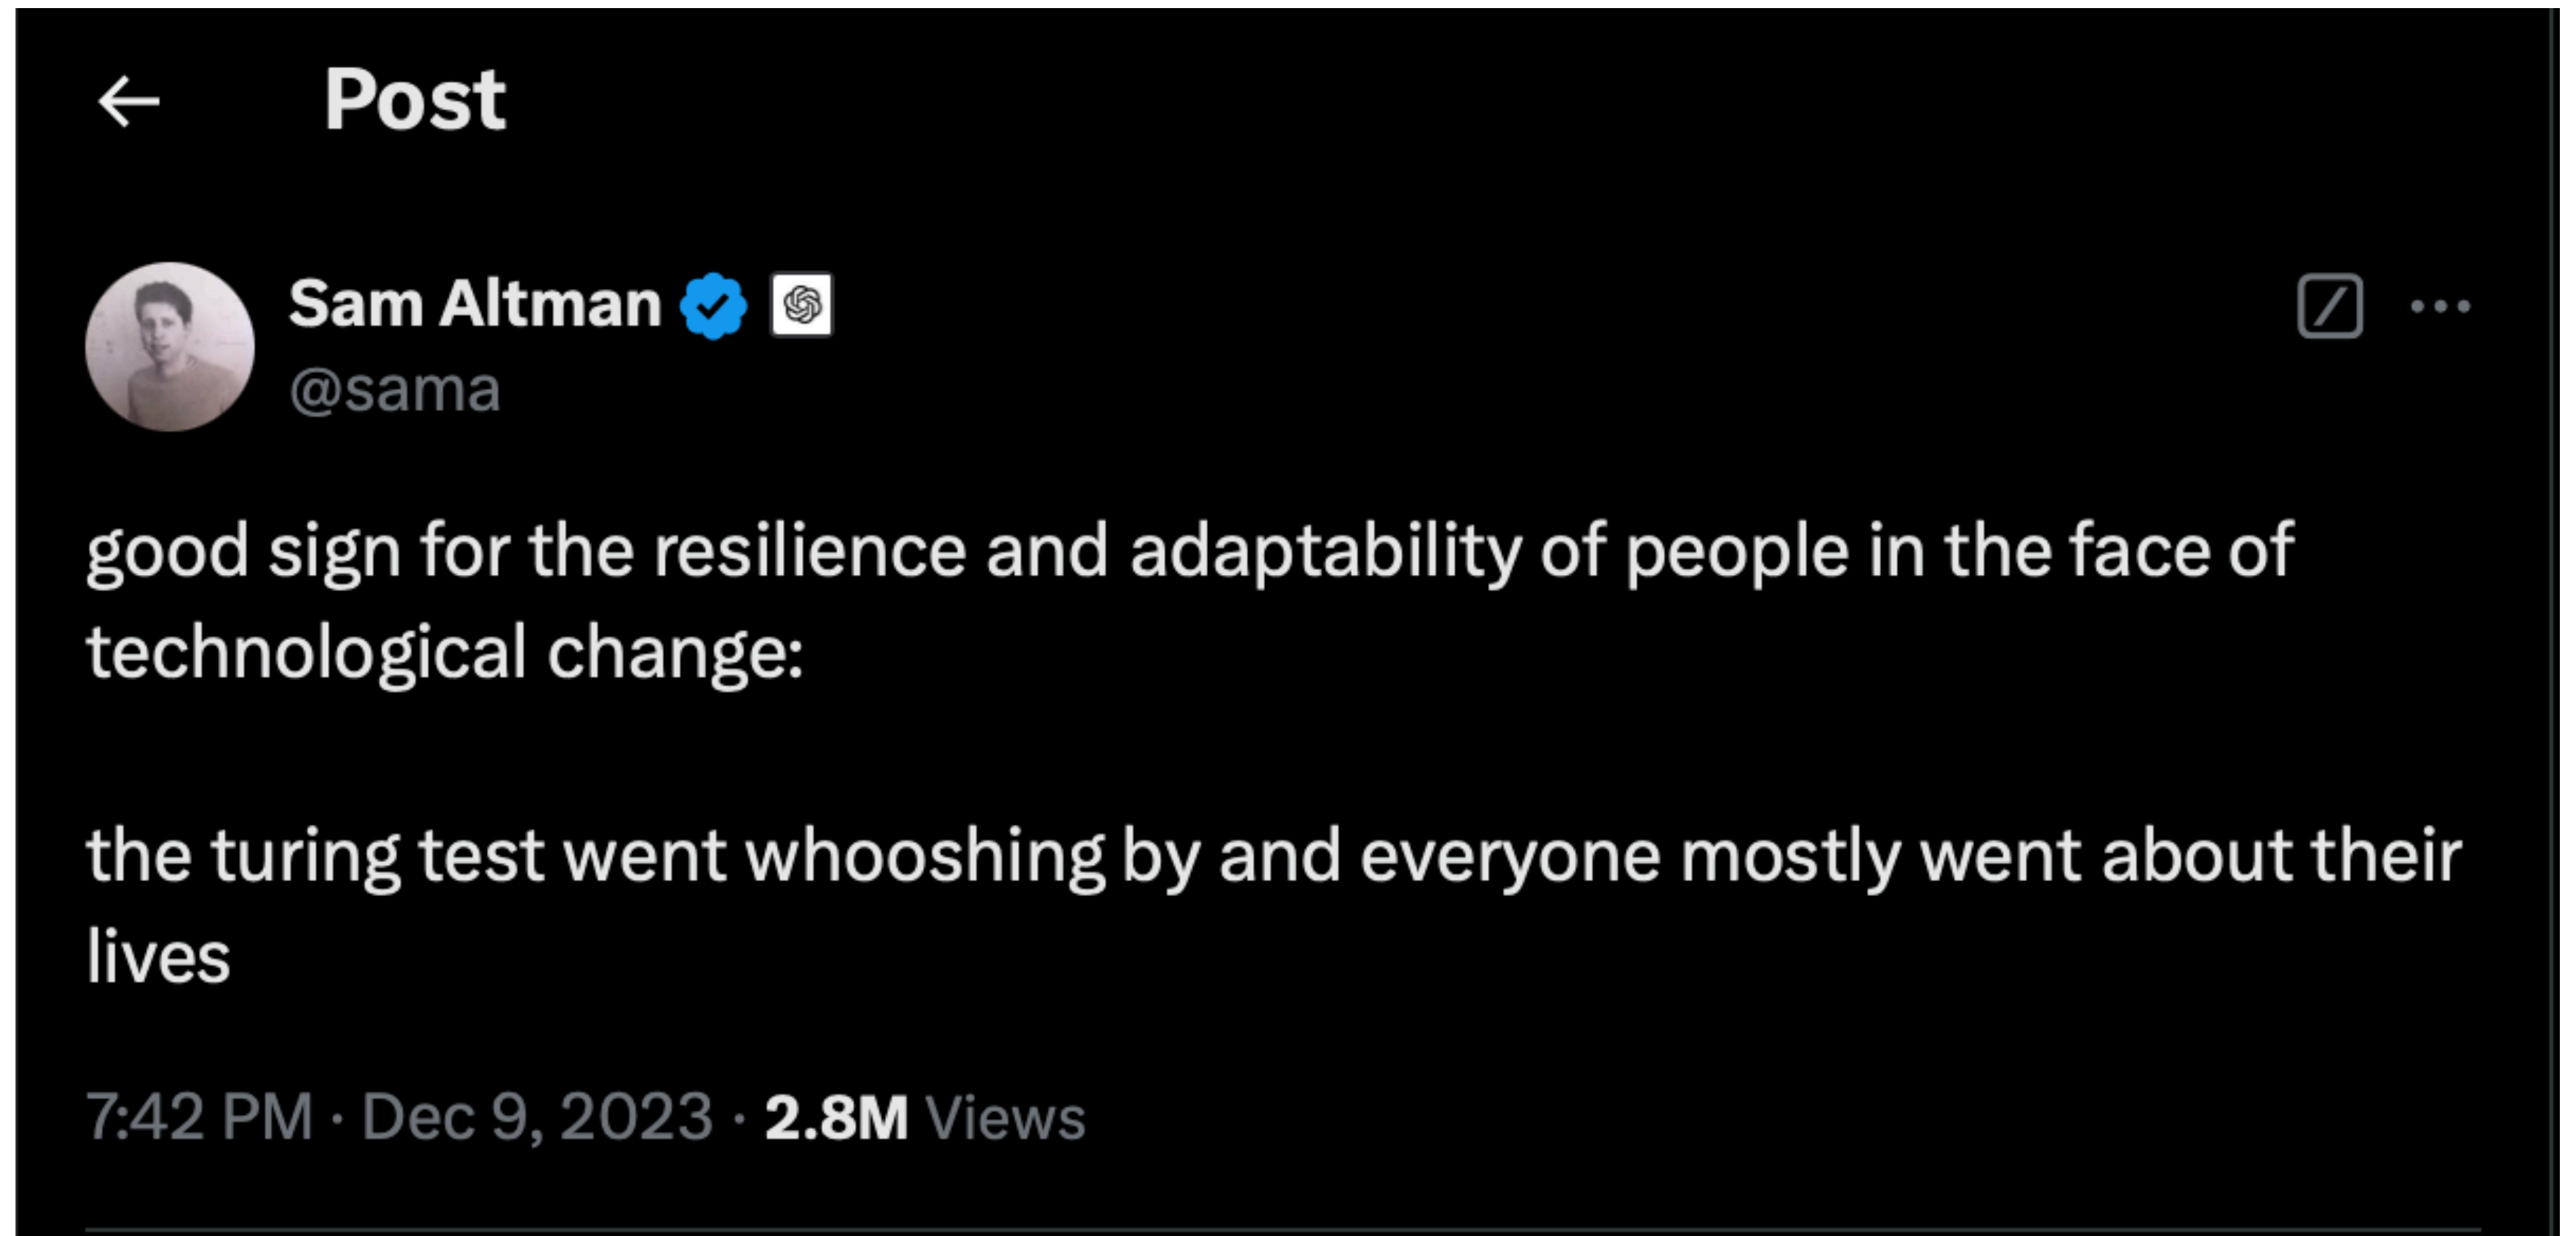 Post
Sam Altman
@sama
good sign for the resilience and adaptability of people in the face of
technological change:
the turing test went whooshing by and everyone mostly went about their
lives
7:42 PM · Dec 9, 2023 · 2.8M Views